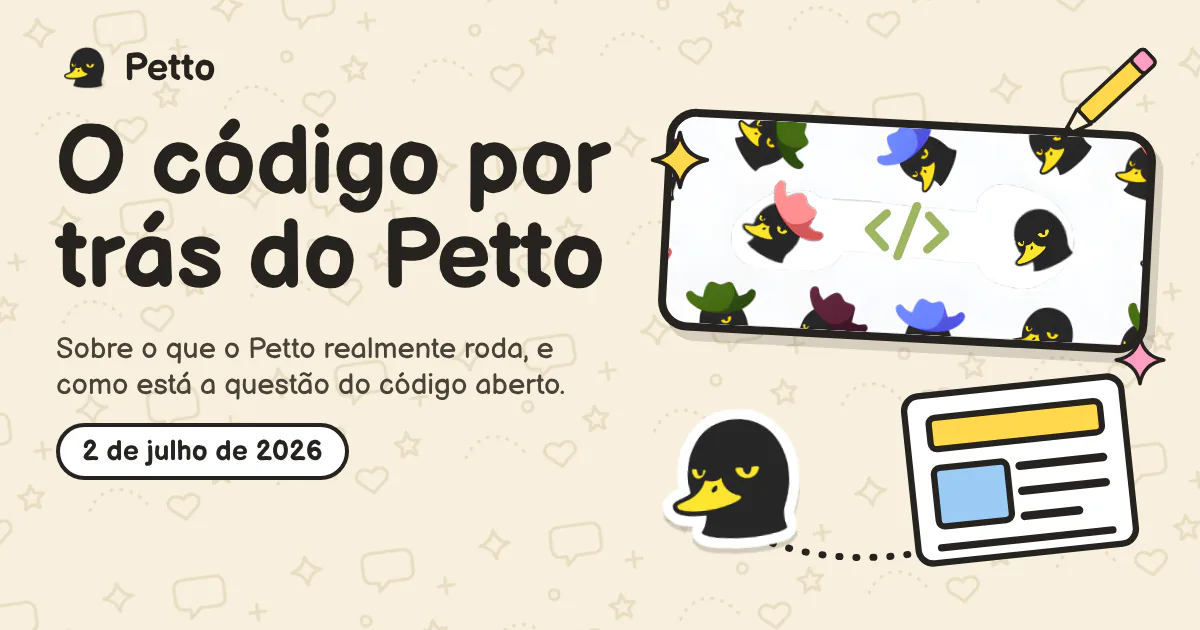 Petto
O código por
trás do Petto
Sobre o que o Petto realmente roda, e
como está a questão do código aberto.
2 de julho de 2026
</>